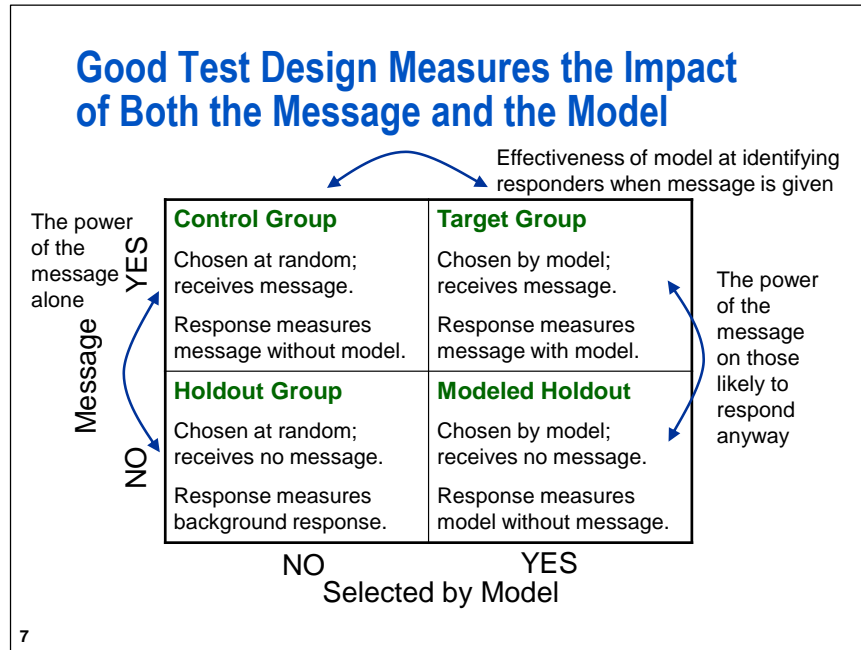 Good Test Design Measures the Impact
of Both the Message and the Model
Effectiveness of model at identifying
responders when message is given
The power
of the
message
alone
Message
YES
NO
Control Group
Chosen at random;
receives message.
Response measures
message without model.
Target Group
Chosen by model;
receives message.
Response measures
message with model.
The power
of the
message
on those
likely to
respond
anyway
Holdout Group
Chosen at random;
receives no message.
Response measures
background response.
Modeled Holdout
Chosen by model;
receives no message.
Response measures
model without message.
NO
YES
Selected by Model
7